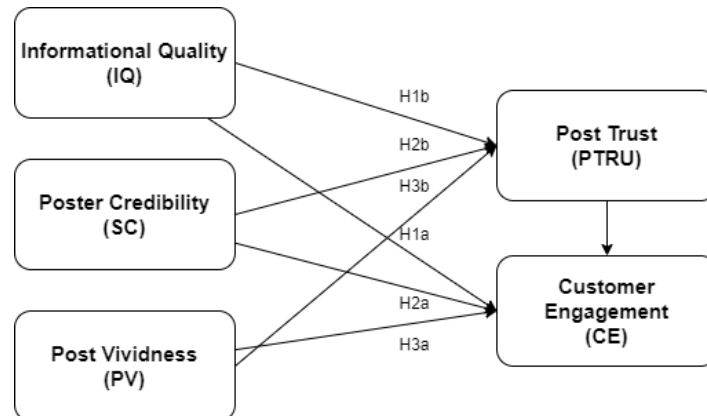 Informational Quality
(IQ)
H1b
Post Trust
(PTRU)
H2b
Poster Credibility
(SC)
H3b
H1a
Customer
Engagement
(CE)
H2a
Post Vividness
(PV)
H3a